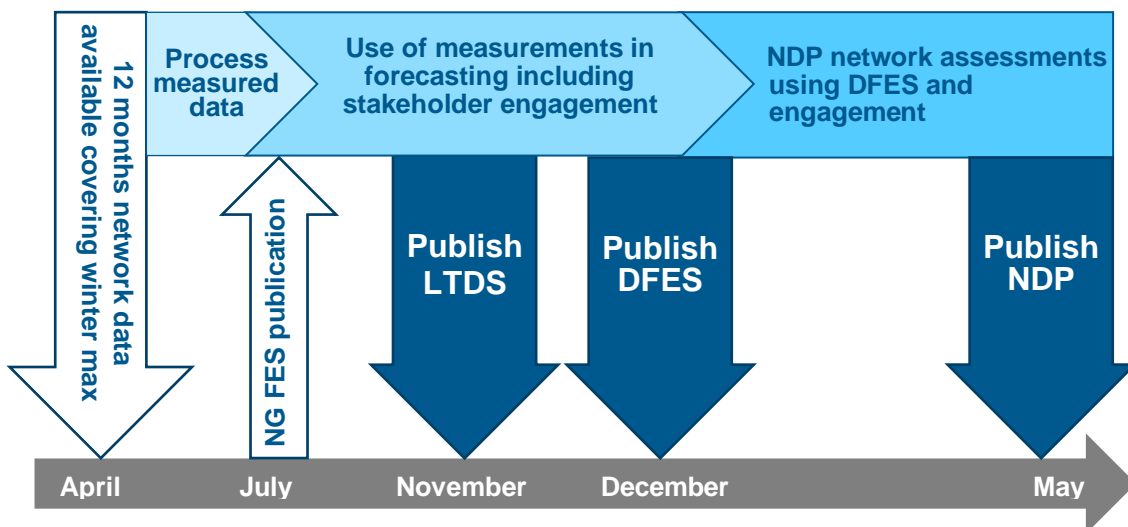 12 months network data
available covering winter max
Process
measured
data
Use of measurements in
forecasting including
stakeholder engagement
NDP network assessments
using DFES and
engagement
NG FES publication
Publish
LTDS
Publish
DFES
Publish
NDP
April
July
November
December
May